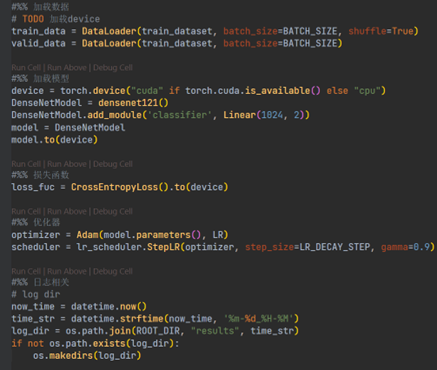 #%% 加载数据
# TODO 加载device
train_data = DataLoader(train_dataset, batch_size=BATCH_SIZE, shuffle=True)
valid_data = DataLoader(train_dataset, batch_size=BATCH_SIZE)
Run Cell | Run Above | Debug Cell
#%% 加载模型
device = torch.device("cuda" if torch.cuda.is_available() else "cpu")
DenseNetModel = densenet121()
DenseNetModel.add_module('classifier', Linear(1024, 2))
model = DenseNetModel
model.to(device)
Run Cell | Run Above | Debug Cell
#%% 损失函数
loss_fuc = CrossEntropyLoss().to(device)
Run Cell | Run Above | Debug Cell
#%% 优化器
optimizer = Adam(model.parameters(), LR)
scheduler = lr_scheduler.StepLR(optimizer, step_size=LR_DECAY_STEP, gamma=0.9)
Run Cell | Run Above | Debug Cell
#%% 日志相关
# log dir
now_time = datetime.now()
time_str = datetime.strftime(now_time, '%m-%d_%H-%M')
log_dir = os.path.join(ROOT_DIR, "results", time_str)
if not os.path.exists(log_dir):
    os.makedirs(log_dir)